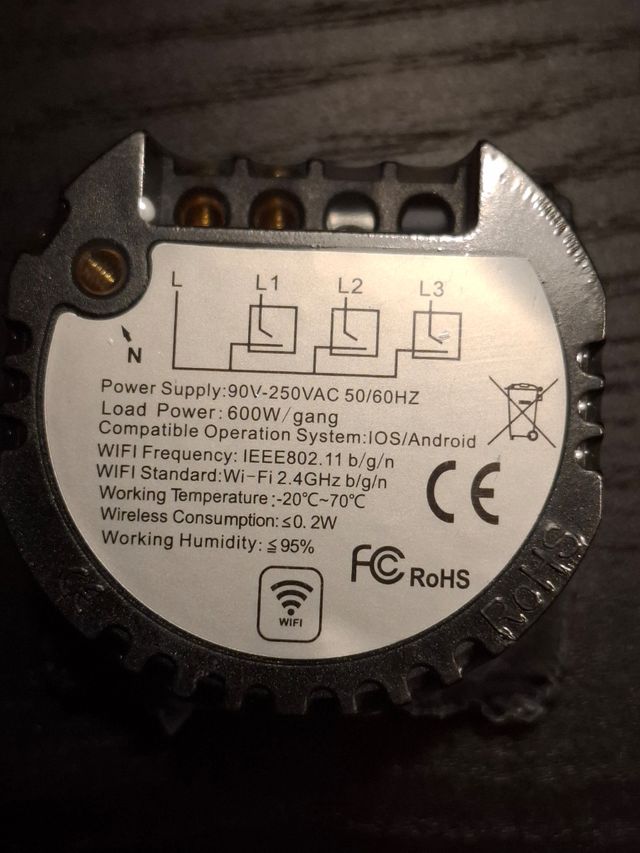 L L1 L2 L3
N
Power Supply:90V-250VAC 50/60HZ
Load Power: 600W/gang
Compatible Operation System:IOS/Android
WIFI Frequency: IEEE802.11 b/g/n
WIFI Standard:Wi-Fi 2.4GHz b/g/n
Working Temperature:-20℃~70℃
Wireless Consumption:≤0.2W
Working Humidity:≦95%
CE
FC RoHS
WIFI
RoHS